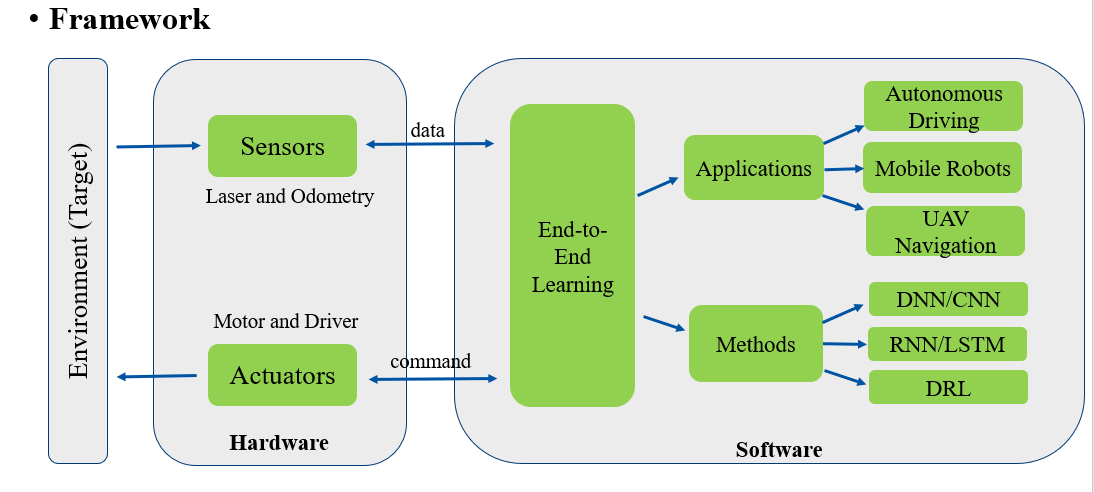 • Framework
Environment (Target)
Sensors
Laser and Odometry
Motor and Driver
Actuators
Hardware
data
command
End-to-
End
Learning
Applications
Autonomous
Driving
Mobile Robots
UAV
Navigation
Methods
DNN/CNN
RNN/LSTM
DRL
Software